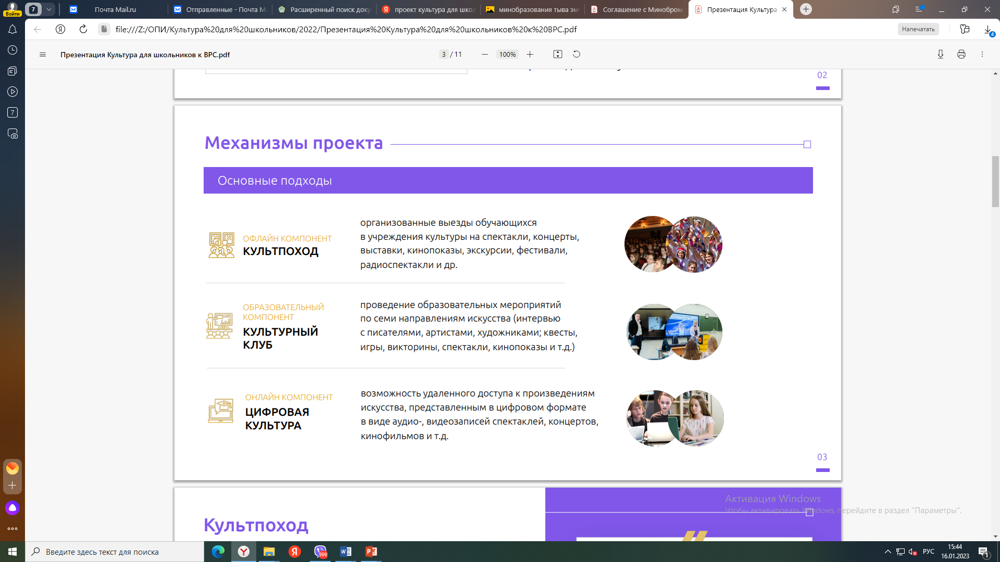 Войти
7
Почта Mail.ru
Отправленные - Почта Ma
Расширенный поиск доку
проект культура для школ
минобразования тыва эмб
Соглашение с Минобром.
Презентация Культура
file:///Z:/ОПИ/Культура%20для%20школьников/2022/Презентация%20Культура%20для%20школьников%20к%20ВРС.pdf
Напечатать
4
Презентация Культура для школьников к ВРС.pdf
3 / 11
100%
7
02
Механизмы проекта
Основные подходы
ОФЛАЙН КОМПОНЕНТ
КУЛЬТПОХОД
организованные выезды обучающихся
в учреждения культуры на спектакли, концерты,
выставки, кинопоказы, экскурсии, фестивали,
радиоспектакли и др.
ОБРАЗОВАТЕЛЬНЫЙ
КОМПОНЕНТ
КУЛЬТУРНЫЙ
КЛУБ
проведение образовательных мероприятий
по семи направлениям искусства (интервью
с писателями, артистами, художниками; квесты,
игры, викторины, спектакли, кинопоказы и т.д.)
ОНЛАЙН КОМПОНЕНТ
ЦИФРОВАЯ
КУЛЬТУРА
возможность удаленного доступа к произведениям
искусства, представленным в цифровом формате
в виде аудио-, видеозаписей спектаклей, концертов,
кинофильмов и т.д.
03
Культпоход
Активация Windows
Чтобы активировать Windows, перейдите в раздел "Параметры".
Введите здесь текст для поиска
999
РУС
15:44
16.01.2023
1